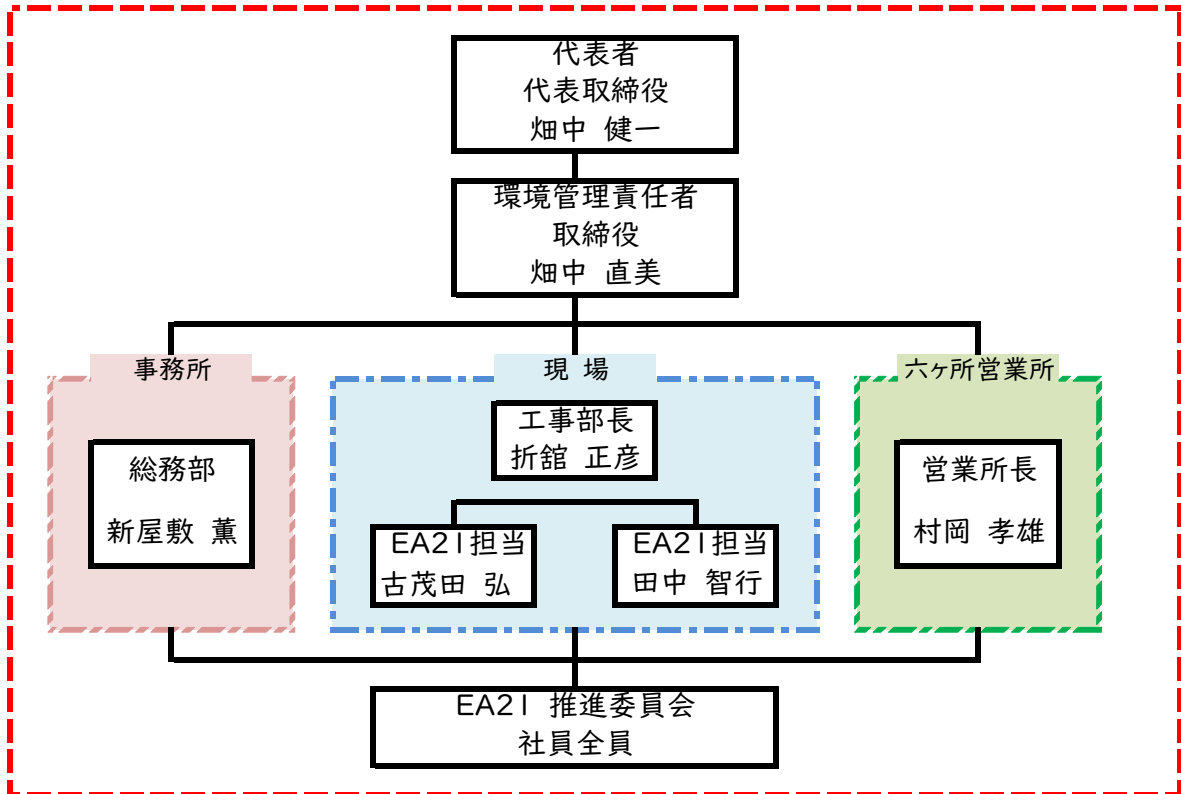 代表者
代表取締役
畑中 健一
環境管理責任者
取締役
畑中 直美
事務所
現 場
六ヶ所営業所
工事部長
折舘 正彦
総務部
新屋敷 薫
営業所長
村岡 孝雄
EA21担当
古茂田 弘
EA21担当
田中 智行
EA21 推進委員会
社員全員